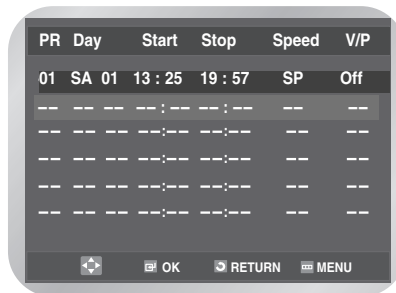 PR Day Start Stop Speed V/P
01 SA 01 13 : 25 19 : 57 SP Off
-- -- -- -- : -- -- : -- -- --
-- -- -- --:-- --:-- -- --
-- -- -- --:-- --:-- -- --
-- -- -- --:-- --:-- -- --
-- -- -- --:-- --:-- -- --
OK RETURN MENU